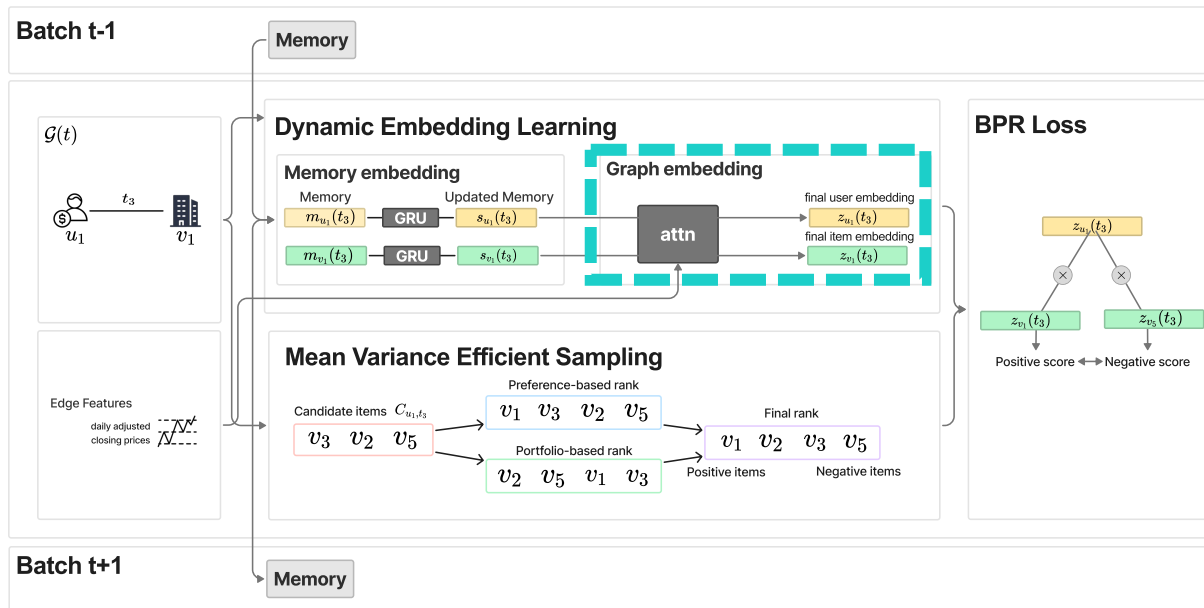 Batch t-1
Memory
𝒢(t)
t₃
u₁
v₁
Edge Features
daily adjusted
closing prices
Dynamic Embedding Learning
Memory embedding
Memory
Updated Memory
m_{u₁}(t₃)
GRU
s_{u₁}(t₃)
m_{v₁}(t₃)
GRU
s_{v₁}(t₃)
Graph embedding
attn
final user embedding
z_{u₁}(t₃)
final item embedding
z_{v₁}(t₃)
Mean Variance Efficient Sampling
Candidate items C_{u₁,t₃}
v₃ v₂ v₅
Preference-based rank
v₁ v₃ v₂ v₅
Portfolio-based rank
v₂ v₅ v₁ v₃
Final rank
v₁ v₂ v₃ v₅
Positive items Negative items
BPR Loss
z_{u₁}(t₃)
z_{v₁}(t₃) z_{v₅}(t₃)
Positive score Negative score
Batch t+1
Memory